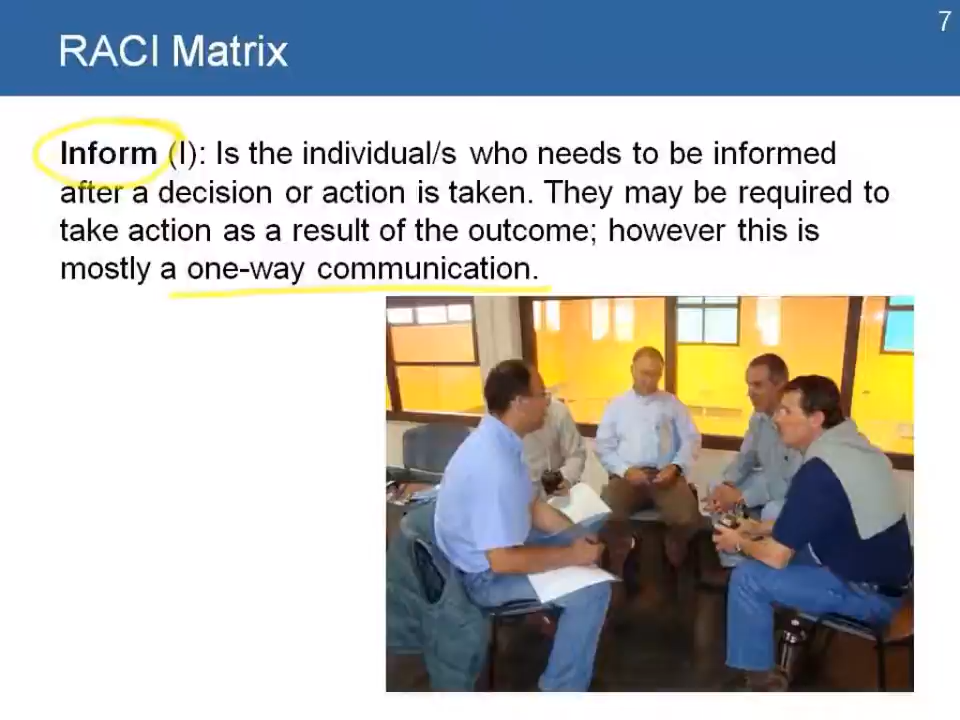 7
RACI Matrix
Inform (I): Is the individual/s who needs to be informed
after a decision or action is taken. They may be required to
take action as a result of the outcome; however this is
mostly a one-way communication.